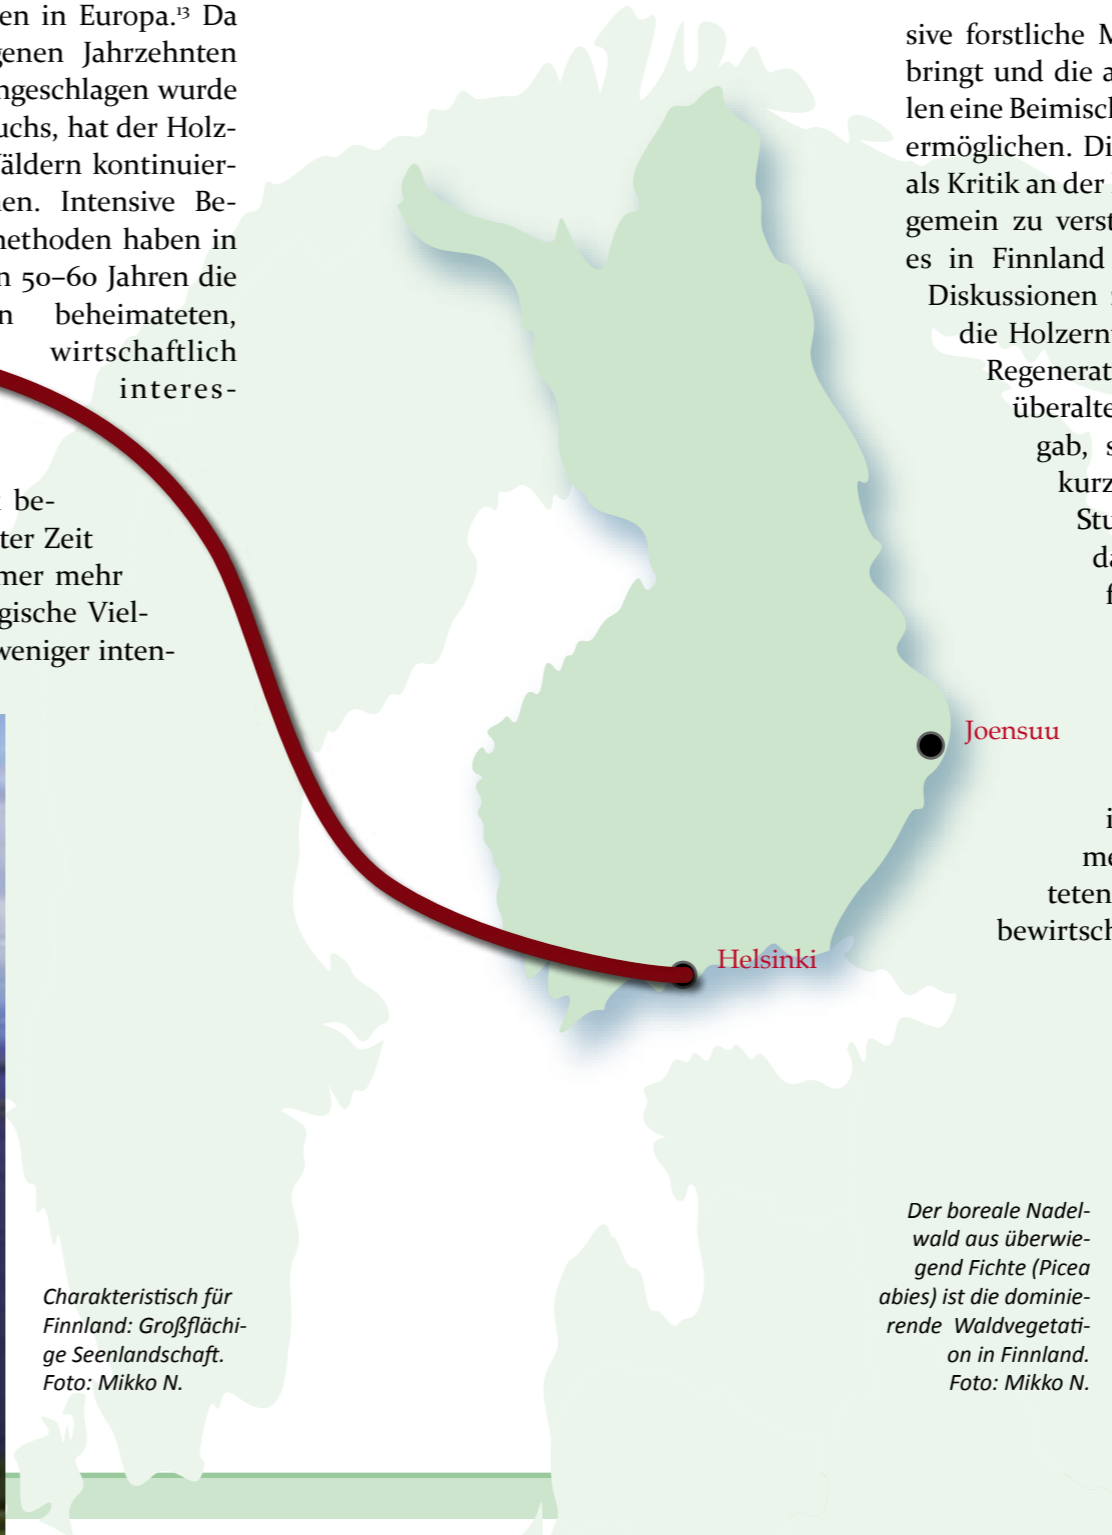 en in Europa.¹³ Da
genen Jahrzehnten
ngeschlagen wurde
uchs, hat der Holz-
Wäldern kontinuier-
nen. Intensive Be-
methoden haben in
n 50–60 Jahren die
n beheimateten,
wirtschaftlich
interes-
be-
ter Zeit
mer mehr
gische Viel-
weniger inten-
sive forstliche M
bringt und die a
len eine Beimisch
ermöglichen. Di
als Kritik an der
gemein zu verst
es in Finnland
Diskussionen
die Holzern
Regenerat
überalte
gab, s
kurz
Stu
da
f
i
me
teten
bewirtsch
Joensuu
Helsinki
Charakteristisch für
Finnland: Großflächi-
ge Seenlandschaft.
Foto: Mikko N.
Der boreale Nadel-
wald aus überwie-
gend Fichte (Picea
abies) ist die dominie-
rende Waldvegetati-
on in Finnland.
Foto: Mikko N.